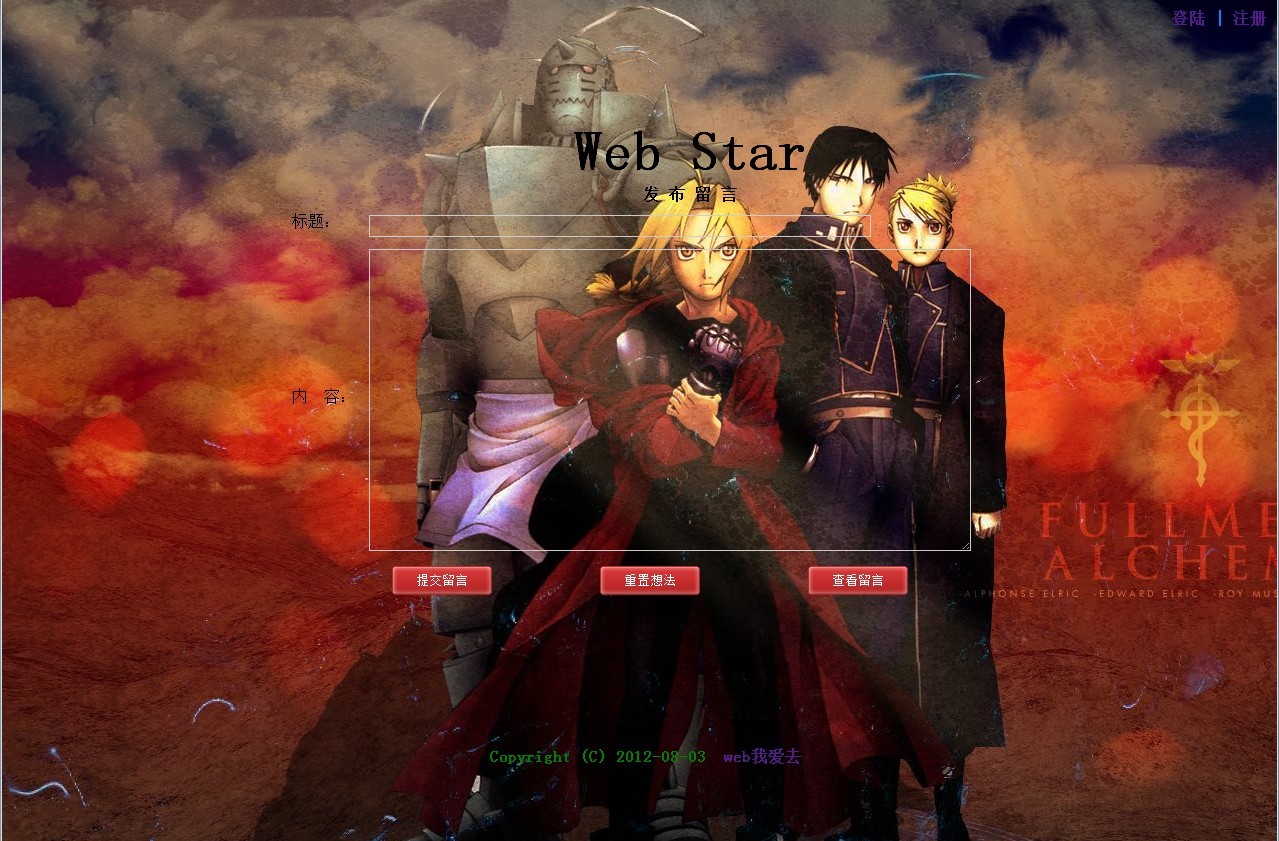 登陆 | 注册
Web Star
发 布 留 言
标题：
内 容：
FULLME
ALCHEM
-ALPHONSE ELRIC -EDWARD ELRIC -ROY MUS
提交留言 重置想法 查看留言
Copyright (C) 2012-08-03 web我爱去